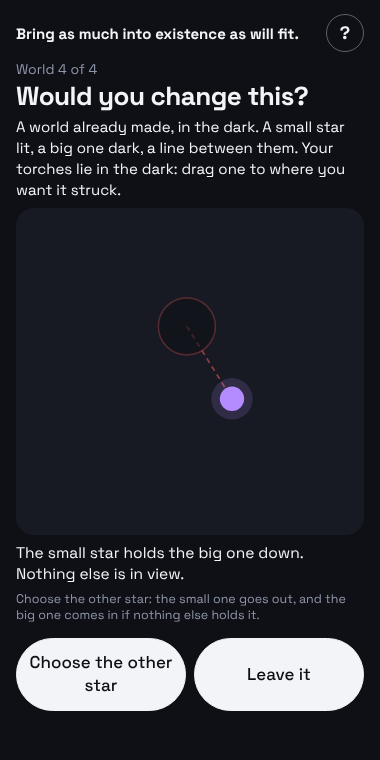 Bring as much into existence as will fit.
?
World 4 of 4
Would you change this?
A world already made, in the dark. A small star
lit, a big one dark, a line between them. Your
torches lie in the dark: drag one to where you
want it struck.
The small star holds the big one down.
Nothing else is in view.
Choose the other star: the small one goes out, and the
big one comes in if nothing else holds it.
Choose the other
star
Leave it